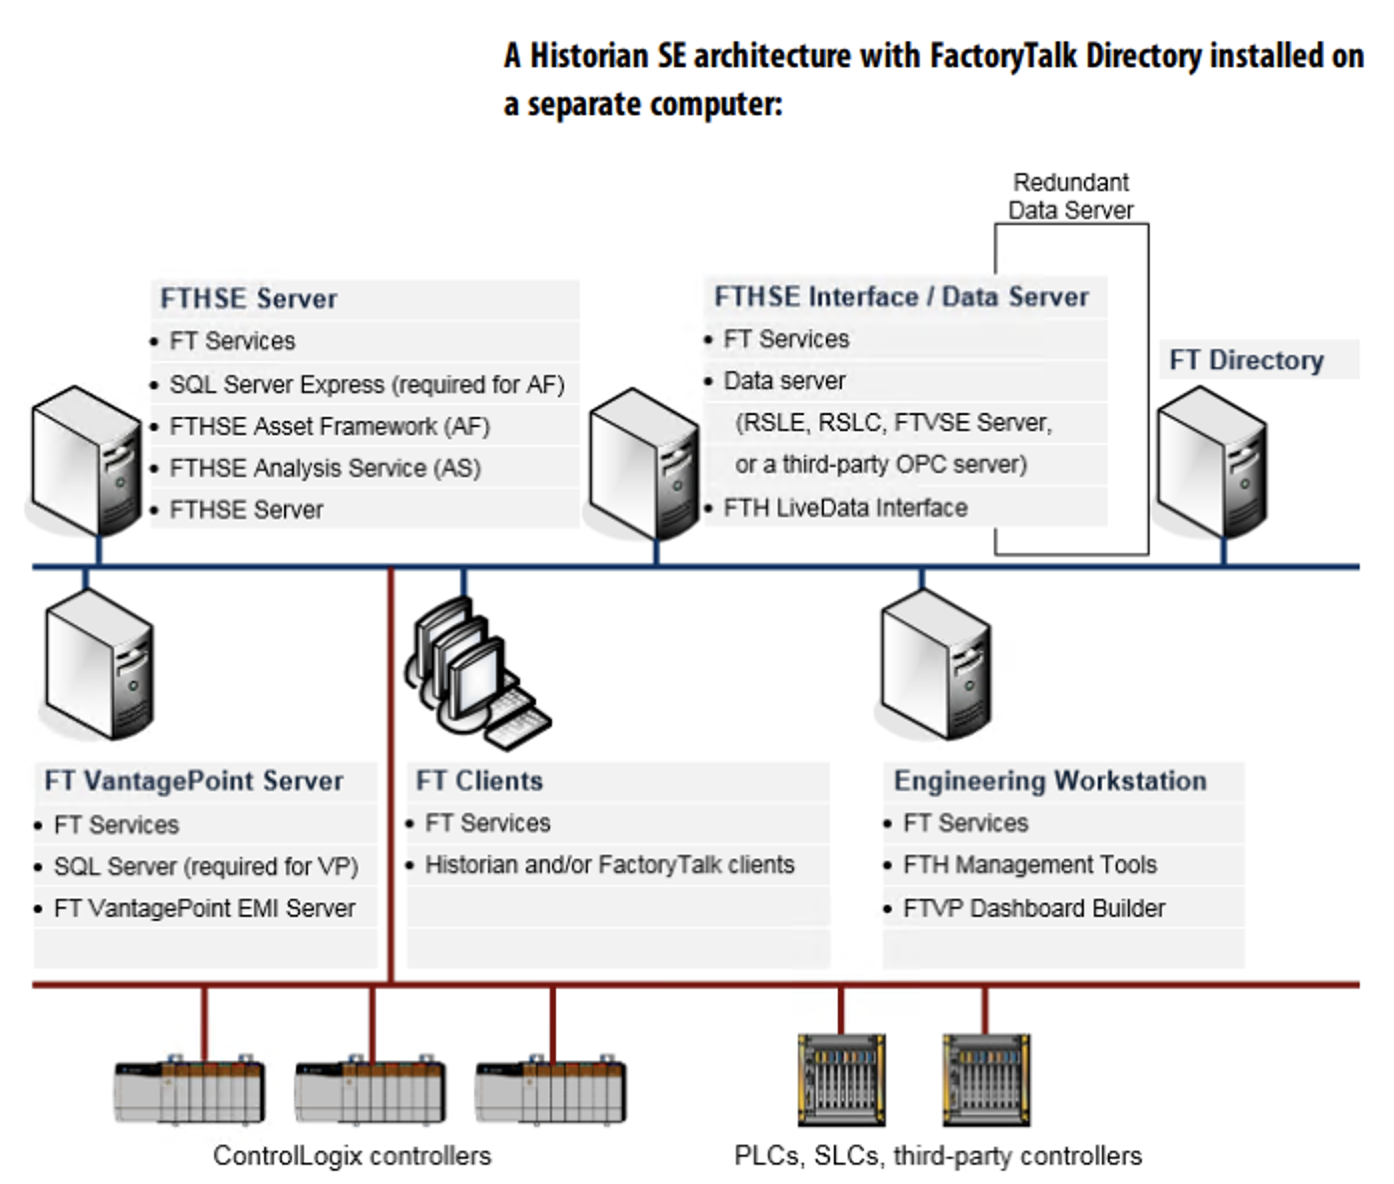 A Historian SE architecture with FactoryTalk Directory installed on
a separate computer:
Redundant
Data Server
FTHSE Server
• FT Services
• SQL Server Express (required for AF)
• FTHSE Asset Framework (AF)
• FTHSE Analysis Service (AS)
• FTHSE Server
FTHSE Interface / Data Server
• FT Services
• Data server
(RSLE, RSLC, FTVSE Server,
or a third-party OPC server)
• FTH LiveData Interface
FT Directory
FT VantagePoint Server
• FT Services
• SQL Server (required for VP)
• FT VantagePoint EMI Server
FT Clients
• FT Services
• Historian and/or FactoryTalk clients
Engineering Workstation
• FT Services
• FTH Management Tools
• FTVP Dashboard Builder
ControlLogix controllers
PLCs, SLCs, third-party controllers